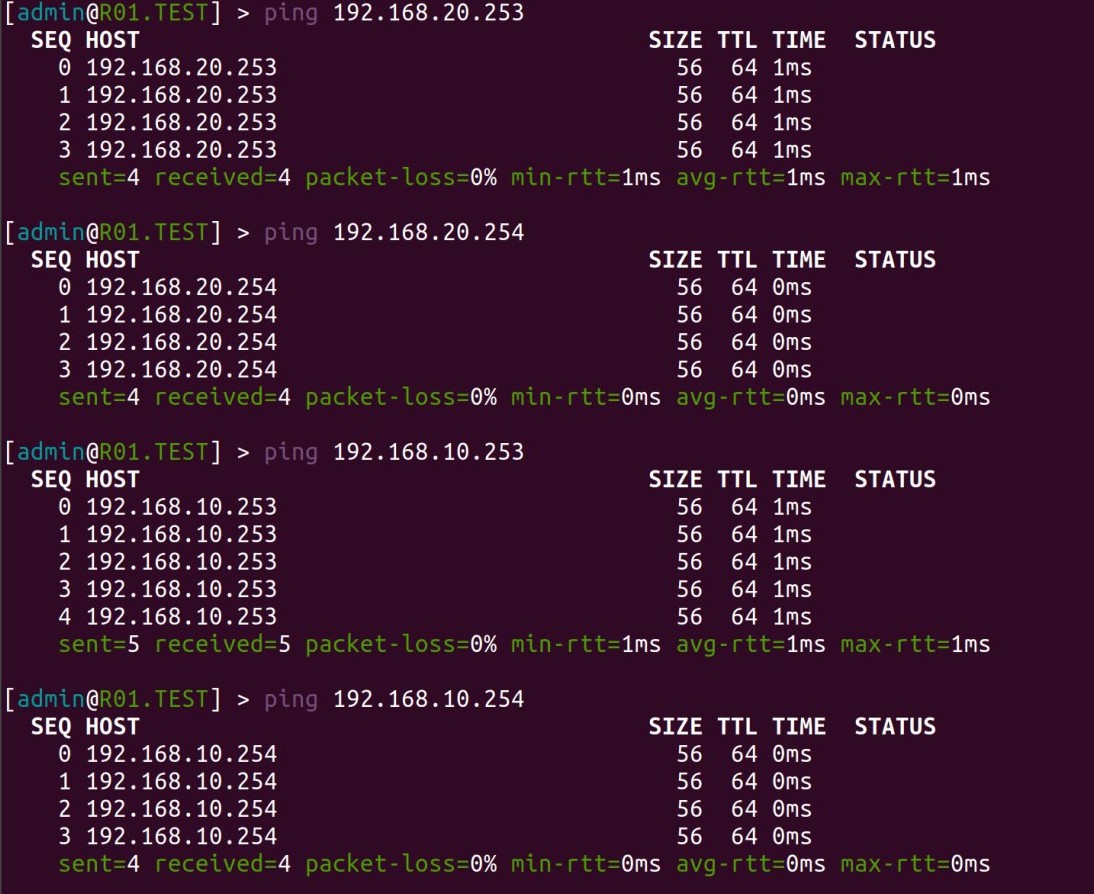 [admin@R01.TEST] > ping 192.168.20.253
SEQ HOST SIZE TTL TIME STATUS
0 192.168.20.253 56 64 1ms
1 192.168.20.253 56 64 1ms
2 192.168.20.253 56 64 1ms
3 192.168.20.253 56 64 1ms
sent=4 received=4 packet-loss=0% min-rtt=1ms avg-rtt=1ms max-rtt=1ms
[admin@R01.TEST] > ping 192.168.20.254
SEQ HOST SIZE TTL TIME STATUS
0 192.168.20.254 56 64 0ms
1 192.168.20.254 56 64 0ms
2 192.168.20.254 56 64 0ms
3 192.168.20.254 56 64 0ms
sent=4 received=4 packet-loss=0% min-rtt=0ms avg-rtt=0ms max-rtt=0ms
[admin@R01.TEST] > ping 192.168.10.253
SEQ HOST SIZE TTL TIME STATUS
0 192.168.10.253 56 64 1ms
1 192.168.10.253 56 64 1ms
2 192.168.10.253 56 64 1ms
3 192.168.10.253 56 64 1ms
4 192.168.10.253 56 64 1ms
sent=5 received=5 packet-loss=0% min-rtt=1ms avg-rtt=1ms max-rtt=1ms
[admin@R01.TEST] > ping 192.168.10.254
SEQ HOST SIZE TTL TIME STATUS
0 192.168.10.254 56 64 0ms
1 192.168.10.254 56 64 0ms
2 192.168.10.254 56 64 0ms
3 192.168.10.254 56 64 0ms
sent=4 received=4 packet-loss=0% min-rtt=0ms avg-rtt=0ms max-rtt=0ms